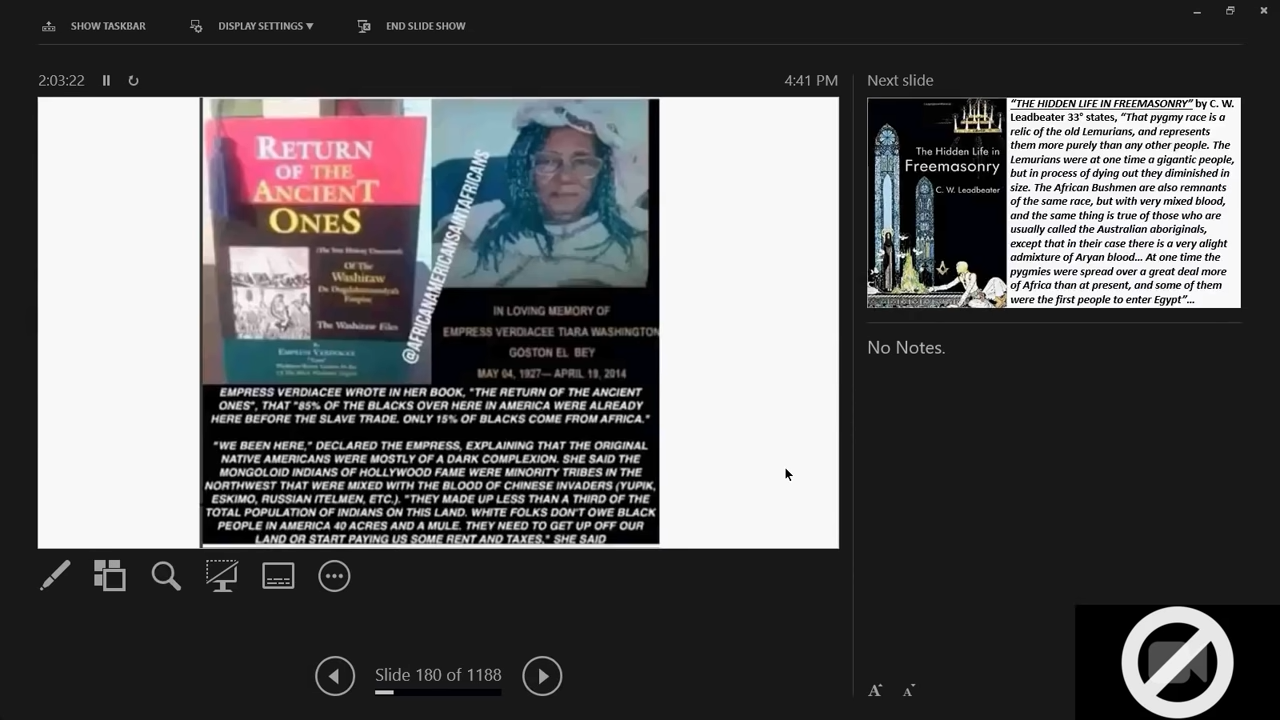 SHOW TASKBAR
DISPLAY SETTINGS ▼
END SLIDE SHOW
2:03:22
4:41 PM
Next slide
RETURN
OF THE
ANCIENT
ONES
Of The
Washitaw
Empire
The Washitaw Files
By
@AFRICANAMERICANSAINTAFRICANS
IN LOVING MEMORY OF
EMPRESS VERDIACEE TIARA WASHINGTON
GOSTON EL BEY
MAY 04, 1927— APRIL 19, 2014
EMPRESS VERDIACEE WROTE IN HER BOOK, "THE RETURN OF THE ANCIENT
ONES", THAT "85% OF THE BLACKS OVER HERE IN AMERICA WERE ALREADY
HERE BEFORE THE SLAVE TRADE. ONLY 15% OF BLACKS COME FROM AFRICA."
"WE BEEN HERE," DECLARED THE EMPRESS, EXPLAINING THAT THE ORIGINAL
NATIVE AMERICANS WERE MOSTLY OF A DARK COMPLEXION. SHE SAID THE
MONGOLOID INDIANS OF HOLLYWOOD FAME WERE MINORITY TRIBES IN THE
NORTHWEST THAT WERE MIXED WITH THE BLOOD OF CHINESE INVADERS (YUPIK,
ESKIMO, RUSSIAN ITELMEN, ETC.). "THEY MADE UP LESS THAN A THIRD OF THE
TOTAL POPULATION OF INDIANS ON THIS LAND. WHITE FOLKS DON'T OWE BLACK
PEOPLE IN AMERICA 40 ACRES AND A MULE. THEY NEED TO GET UP OFF OUR
LAND OR START PAYING US SOME RENT AND TAXES," SHE SAID
The Hidden Life in
Freemasonry
C. W. Leadbeater
"THE HIDDEN LIFE IN FREEMASONRY" by C. W.
Leadbeater 33° states, "That pygmy race is a
relic of the old Lemurians, and represents
them more purely than any other people. The
Lemurians were at one time a gigantic people,
but in process of dying out they diminished in
size. The African Bushmen are also remnants
of the same race, but with very mixed blood,
and the same thing is true of those who are
usually called the Australian aboriginals,
except that in their case there is a very alight
admixture of Aryan blood... At one time the
pygmies were spread over a great deal more
of Africa than at present, and some of them
were the first people to enter Egypt"...
No Notes.
Slide 180 of 1188
A A